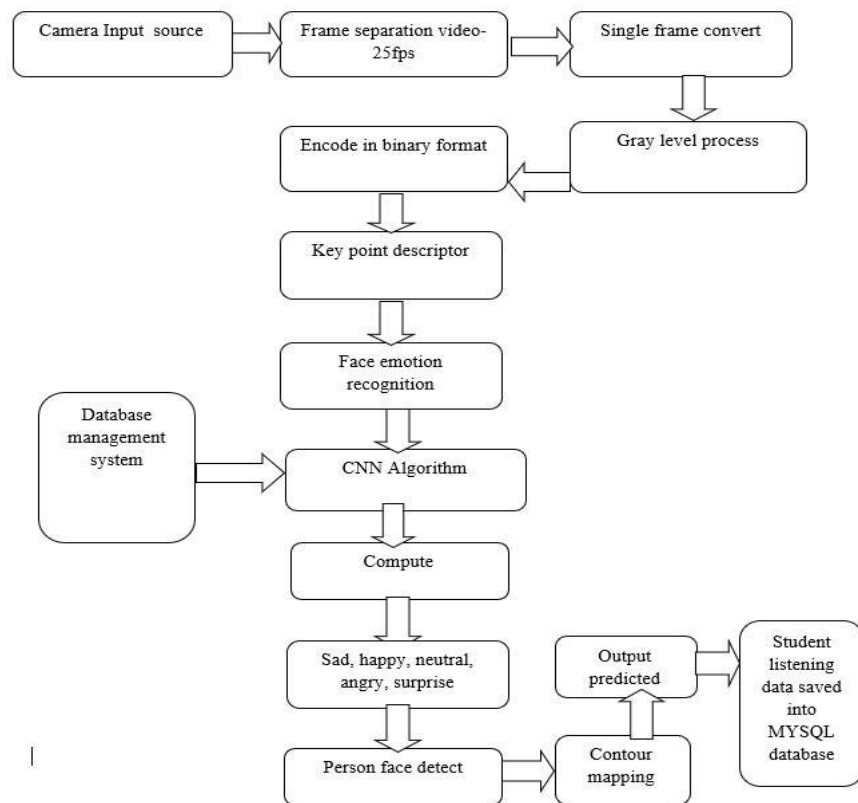 Camera Input source
Frame separation video-
25fps
Single frame convert
Gray level process
Encode in binary format
Key point descriptor
Face emotion
recognition
Database
management
system
CNN Algorithm
Compute
Sad, happy, neutral,
angry, surprise
Person face detect
Contour
mapping
Output
predicted
Student
listening
data saved
into
MYSQL
database